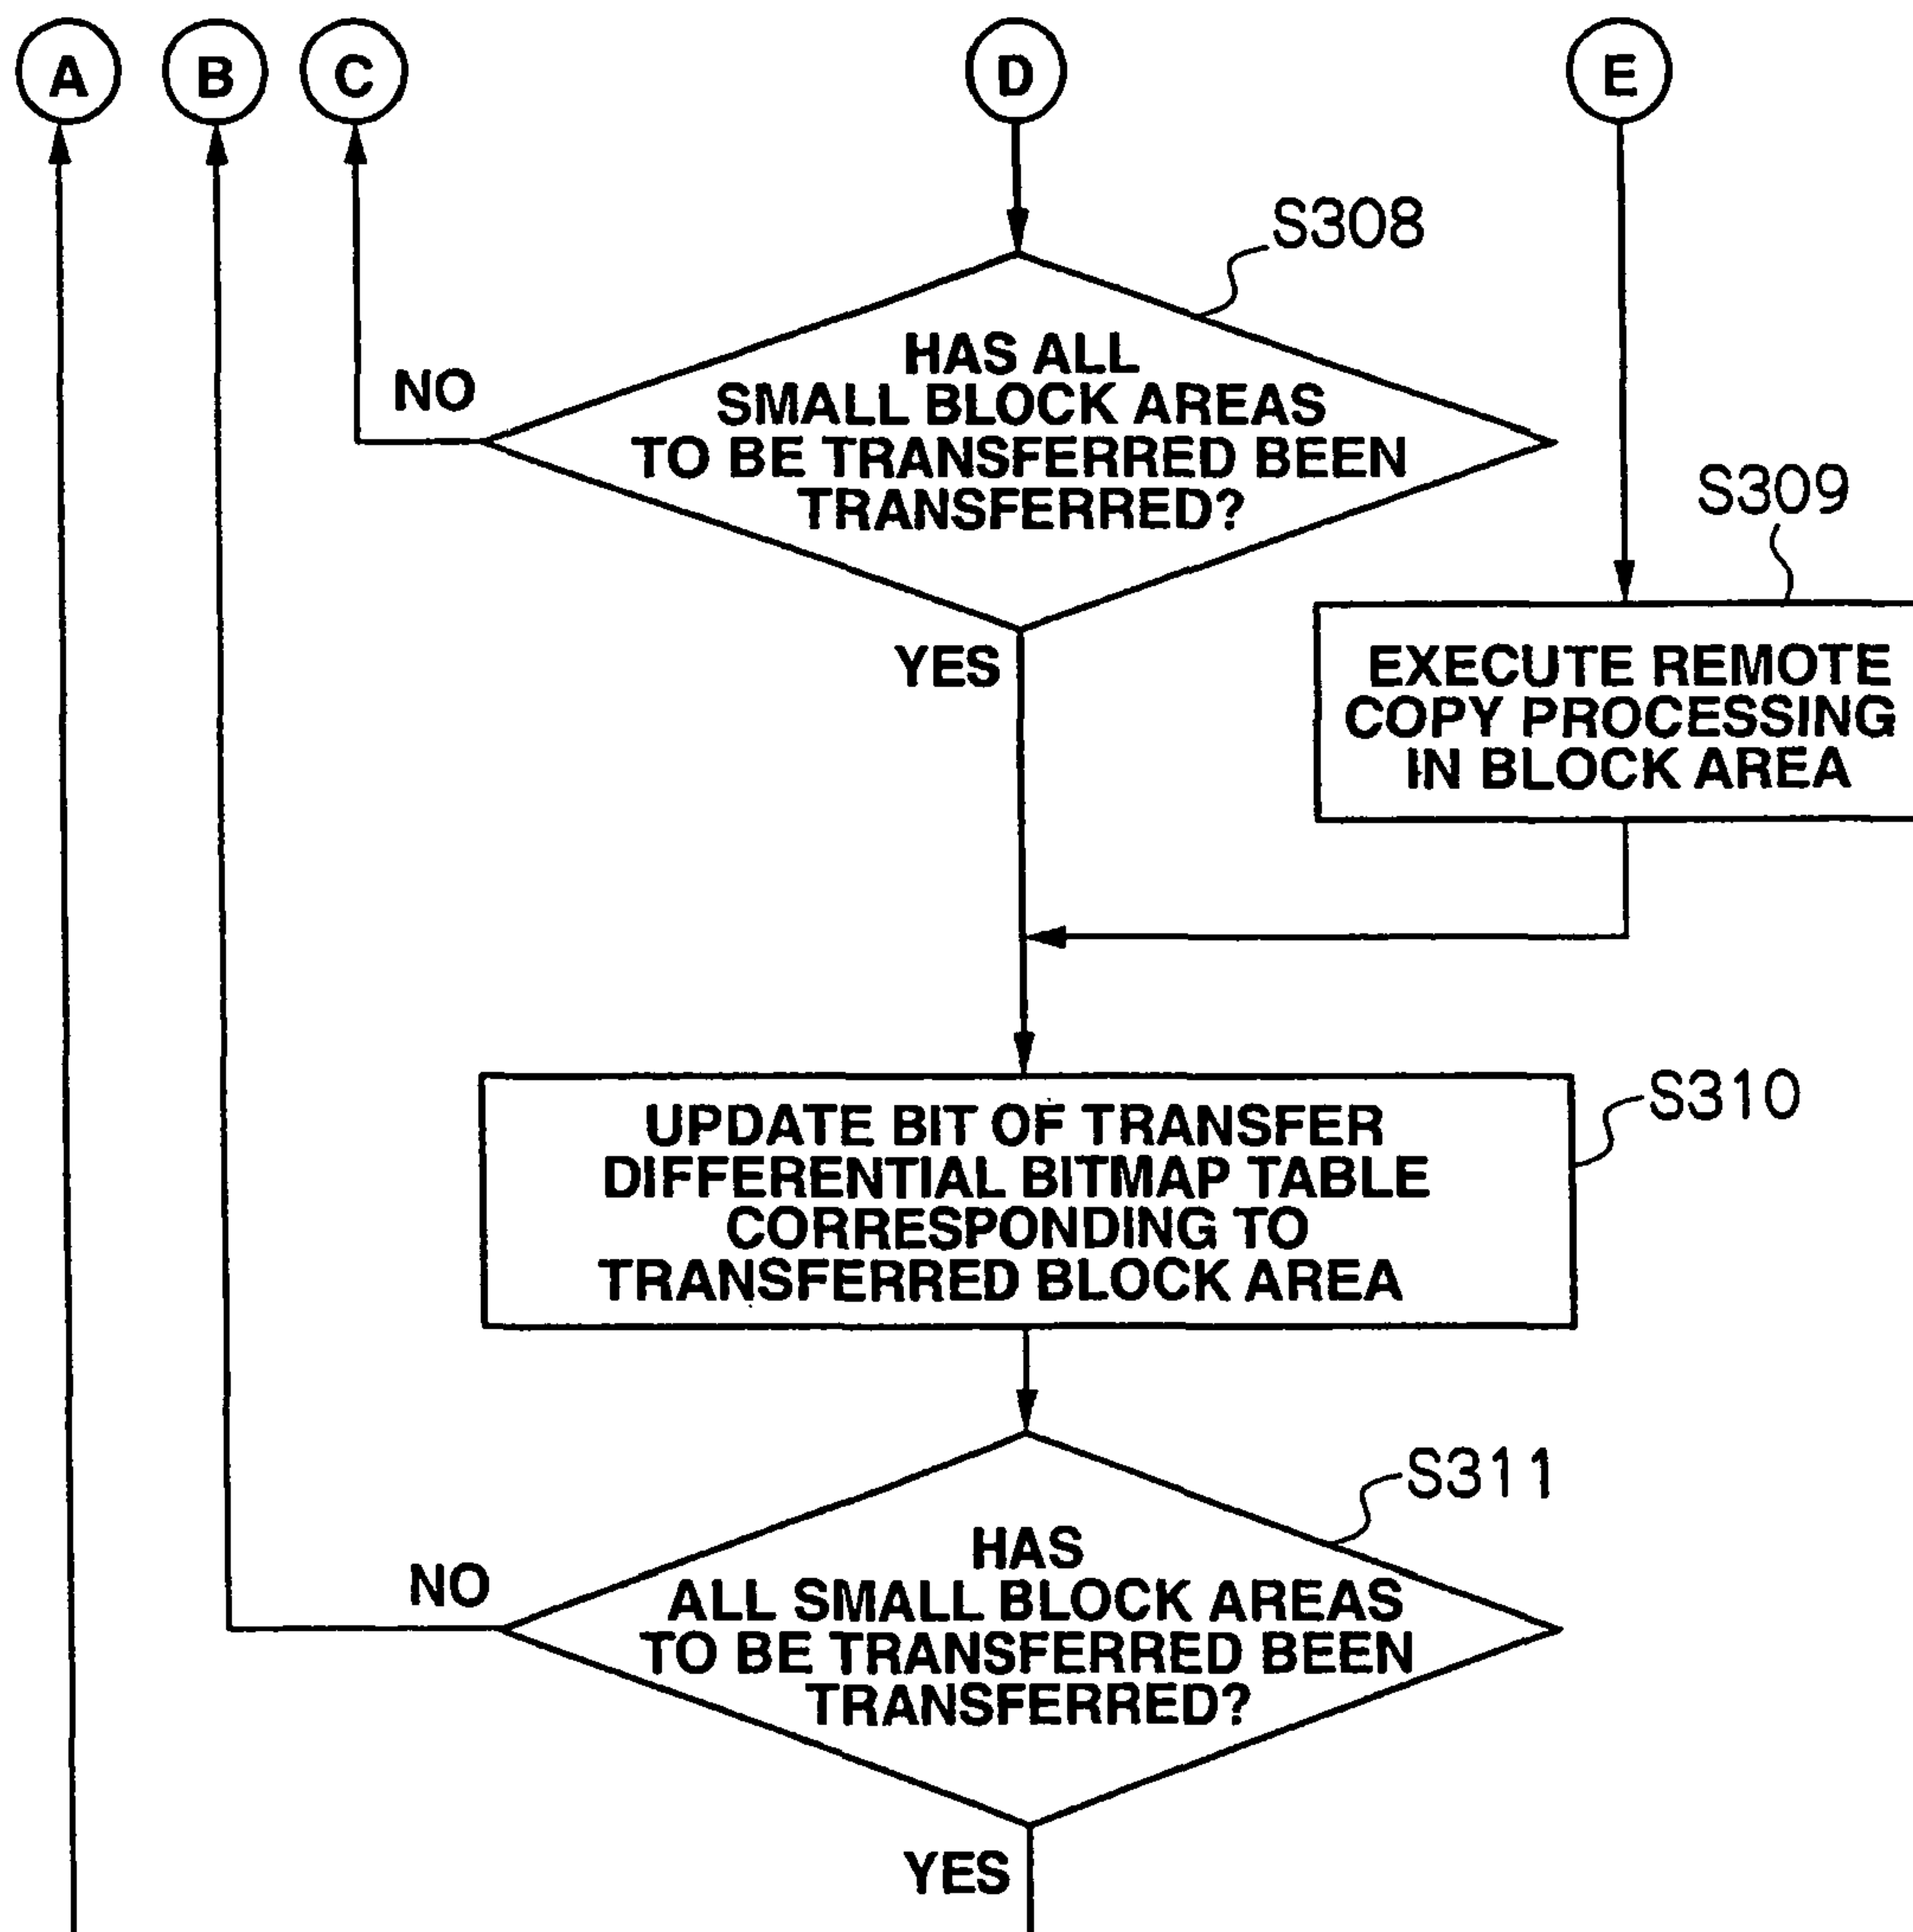 A
B
C
D
E
S308
HAS ALL
SMALL BLOCK AREAS
TO BE TRANSFERRED BEEN
TRANSFERRED?
NO
S309
YES
EXECUTE REMOTE
COPY PROCESSING
IN BLOCK AREA
S310
UPDATE BIT OF TRANSFER
DIFFERENTIAL BITMAP TABLE
CORRESPONDING TO
TRANSFERRED BLOCK AREA
S311
HAS
ALL SMALL BLOCK AREAS
TO BE TRANSFERRED BEEN
TRANSFERRED?
NO
YES